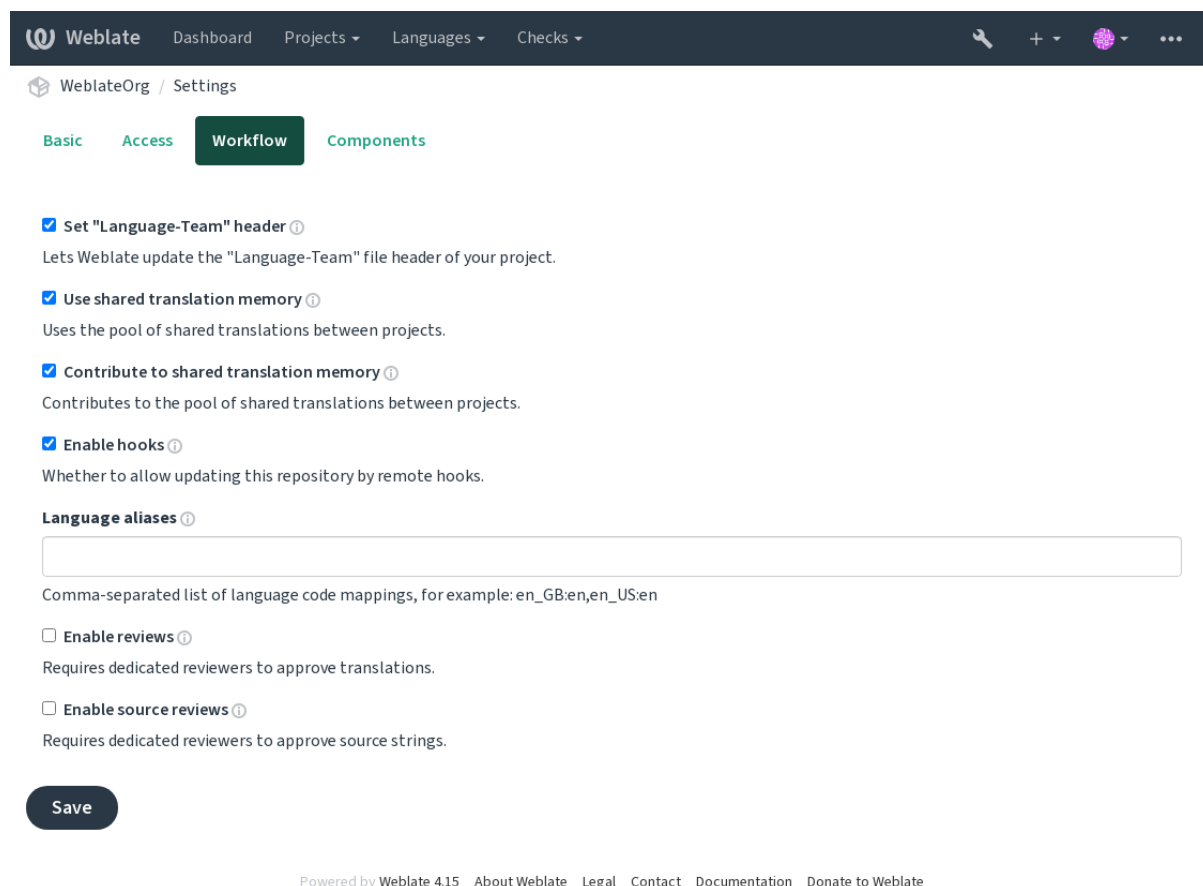 Weblate Dashboard Projects Languages Checks
WeblateOrg / Settings
Basic Access Workflow Components
Set "Language-Team" header
Lets Weblate update the "Language-Team" file header of your project.
Use shared translation memory
Uses the pool of shared translations between projects.
Contribute to shared translation memory
Contributes to the pool of shared translations between projects.
Enable hooks
Whether to allow updating this repository by remote hooks.
Language aliases
Comma-separated list of language code mappings, for example: en_GB:en,en_US:en
Enable reviews
Requires dedicated reviewers to approve translations.
Enable source reviews
Requires dedicated reviewers to approve source strings.
Save
Powered by Weblate 4.15 About Weblate Legal Contact Documentation Donate to Weblate